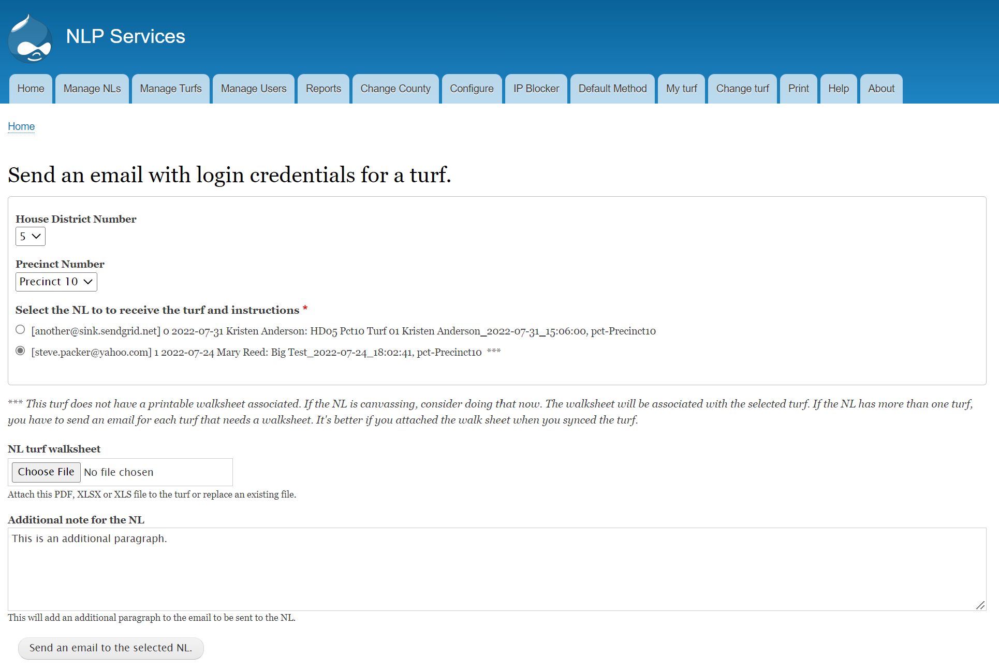 NLP Services
Home Manage NLs Manage Turfs Manage Users Reports Change County Configure IP Blocker Default Method My turf Change turf Print Help About
Home
Send an email with login credentials for a turf.
House District Number
5
Precinct Number
Precinct 10
Select the NL to to receive the turf and instructions *
[another@sink.sendgrid.net] 0 2022-07-31 Kristen Anderson: HD05 Pct10 Turf 01 Kristen Anderson_2022-07-31_15:06:00, pct-Precinct10
[steve.packer@yahoo.com] 1 2022-07-24 Mary Reed: Big Test_2022-07-24_18:02:41, pct-Precinct10 ***
*** This turf does not have a printable walksheet associated. If the NL is canvassing, consider doing that now. The walksheet will be associated with the selected turf. If the NL has more than one turf,
you have to send an email for each turf that needs a walksheet. It's better if you attached the walk sheet when you synced the turf.
NL turf walksheet
Choose File No file chosen
Attach this PDF, XLSX or XLS file to the turf or replace an existing file.
Additional note for the NL
This is an additional paragraph.
This will add an additional paragraph to the email to be sent to the NL.
Send an email to the selected NL.